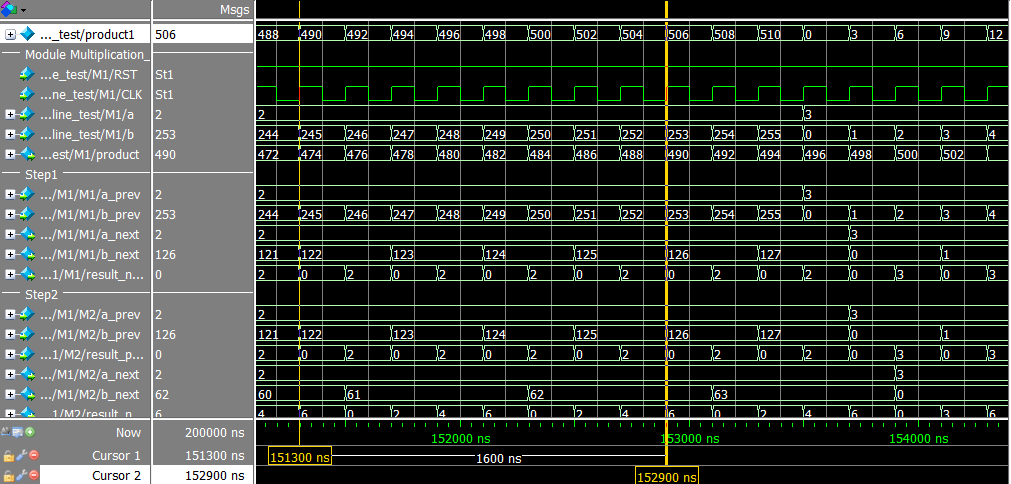 Msgs
..._test/product1 506 488 490 492 494 496 498 500 502 504 506 508 510 0 3 6 9 12
Module Multiplication_
...e_test/M1/RST St1
...ne_test/M1/CLK St1
...line_test/M1/a 2 2 3
...line_test/M1/b 253 244 245 246 247 248 249 250 251 252 253 254 255 0 1 2 3 4
...est/M1/product 490 472 474 476 478 480 482 484 486 488 490 492 494 496 498 500 502
Step1
.../M1/M1/a_prev 2 2 3
.../M1/M1/b_prev 253 244 245 246 247 248 249 250 251 252 253 254 255 0 1 2 3 4
.../M1/M1/a_next 2 2 3
.../M1/M1/b_next 126 121 122 123 124 125 126 127 0 1
...1/M1/result_n... 0 2 0 2 0 2 0 2 0 2 0 2 0 2 0 3 0 3
Step2
.../M1/M2/a_prev 2 2 3
.../M1/M2/b_prev 126 121 122 123 124 125 126 127 0 1
...1/M2/result_p... 0 2 0 2 0 2 0 2 0 2 0 2 0 2 0 3 0 3
.../M1/M2/a_next 2 2 3
.../M1/M2/b_next 62 60 61 62 63 0
1/M2/result_n 6 4 6 0 2 4 6 0 2 4 6 0 2 4 6 0 3 6
Now 200000 ns 152000 ns 153000 ns 154000 ns
Cursor 1 151300 ns 151300 ns 1600 ns
Cursor 2 152900 ns 152900 ns